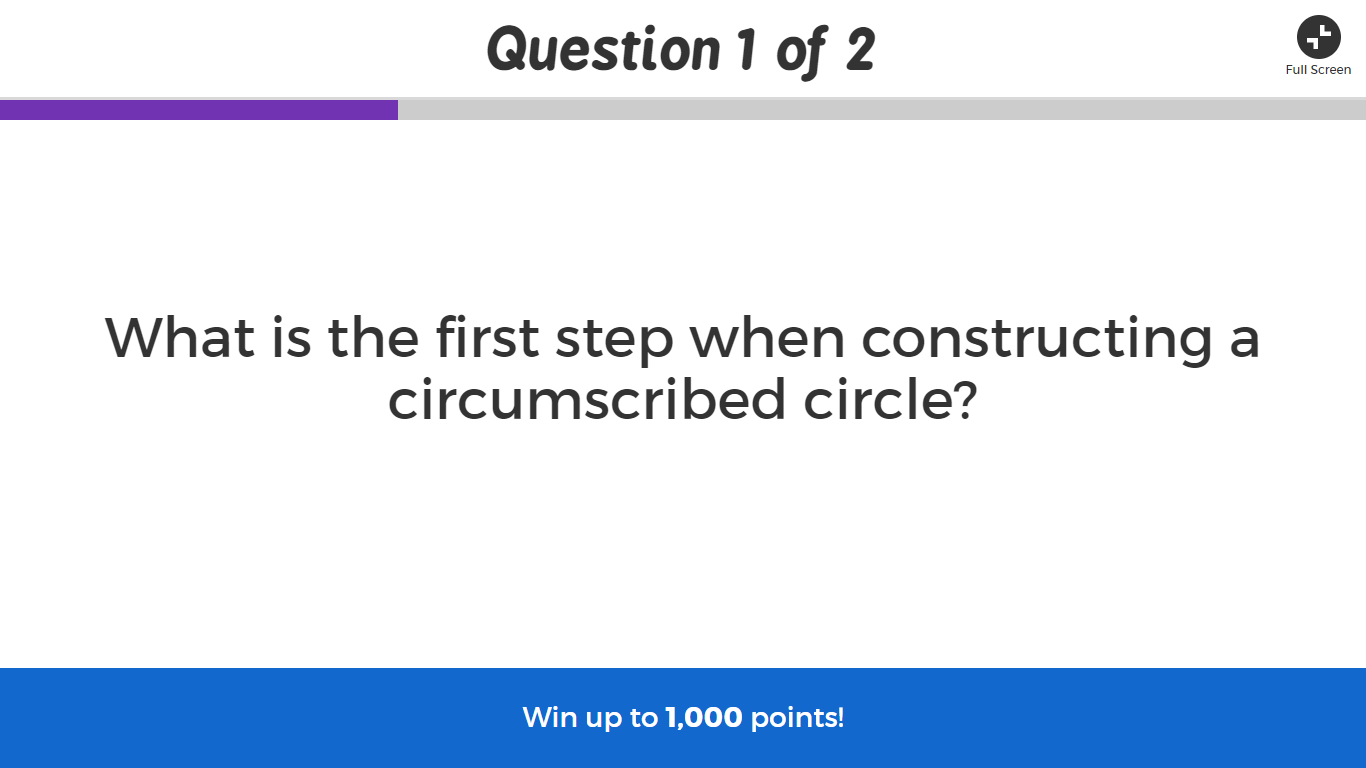 Question 1 of 2
Full Screen
What is the first step when constructing a
circumscribed circle?
Win up to 1,000 points!